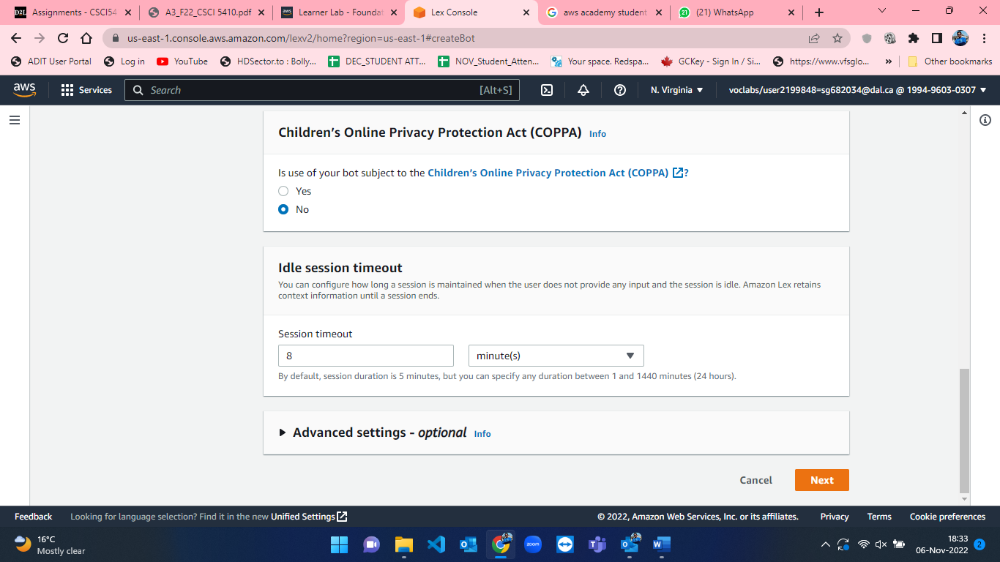 Assignments - CSCI54
A3_F22_CSCI 5410.pdf
Learner Lab - Foundat
Lex Console
aws academy student
(21) WhatsApp
us-east-1.console.aws.amazon.com/lexv2/home?region=us-east-1#createBot
ADIT User Portal
Log in
YouTube
HDSector.to : Bolly...
DEC_STUDENT ATT...
NOV_Student_Atten...
Your space. Redspa...
GCKey - Sign In / Si...
https://www.vfsglo...
»
Other bookmarks
aws
Services
Search
[Alt+S]
N. Virginia
voclabs/user2199848=sg682034@dal.ca @ 1994-9603-0307
Children's Online Privacy Protection Act (COPPA) Info
Is use of your bot subject to the Children's Online Privacy Protection Act (COPPA) ?
Yes
No
Idle session timeout
You can configure how long a session is maintained when the user does not provide any input and the session is idle. Amazon Lex retains
context information until a session ends.
Session timeout
8
minute(s)
By default, session duration is 5 minutes, but you can specify any duration between 1 and 1440 minutes (24 hours).
Advanced settings - optional Info
Cancel
Next
Feedback
Looking for language selection? Find it in the new Unified Settings
© 2022, Amazon Web Services, Inc. or its affiliates.
Privacy
Terms
Cookie preferences
16°C
Mostly clear
zoom
18:33
06-Nov-2022
2